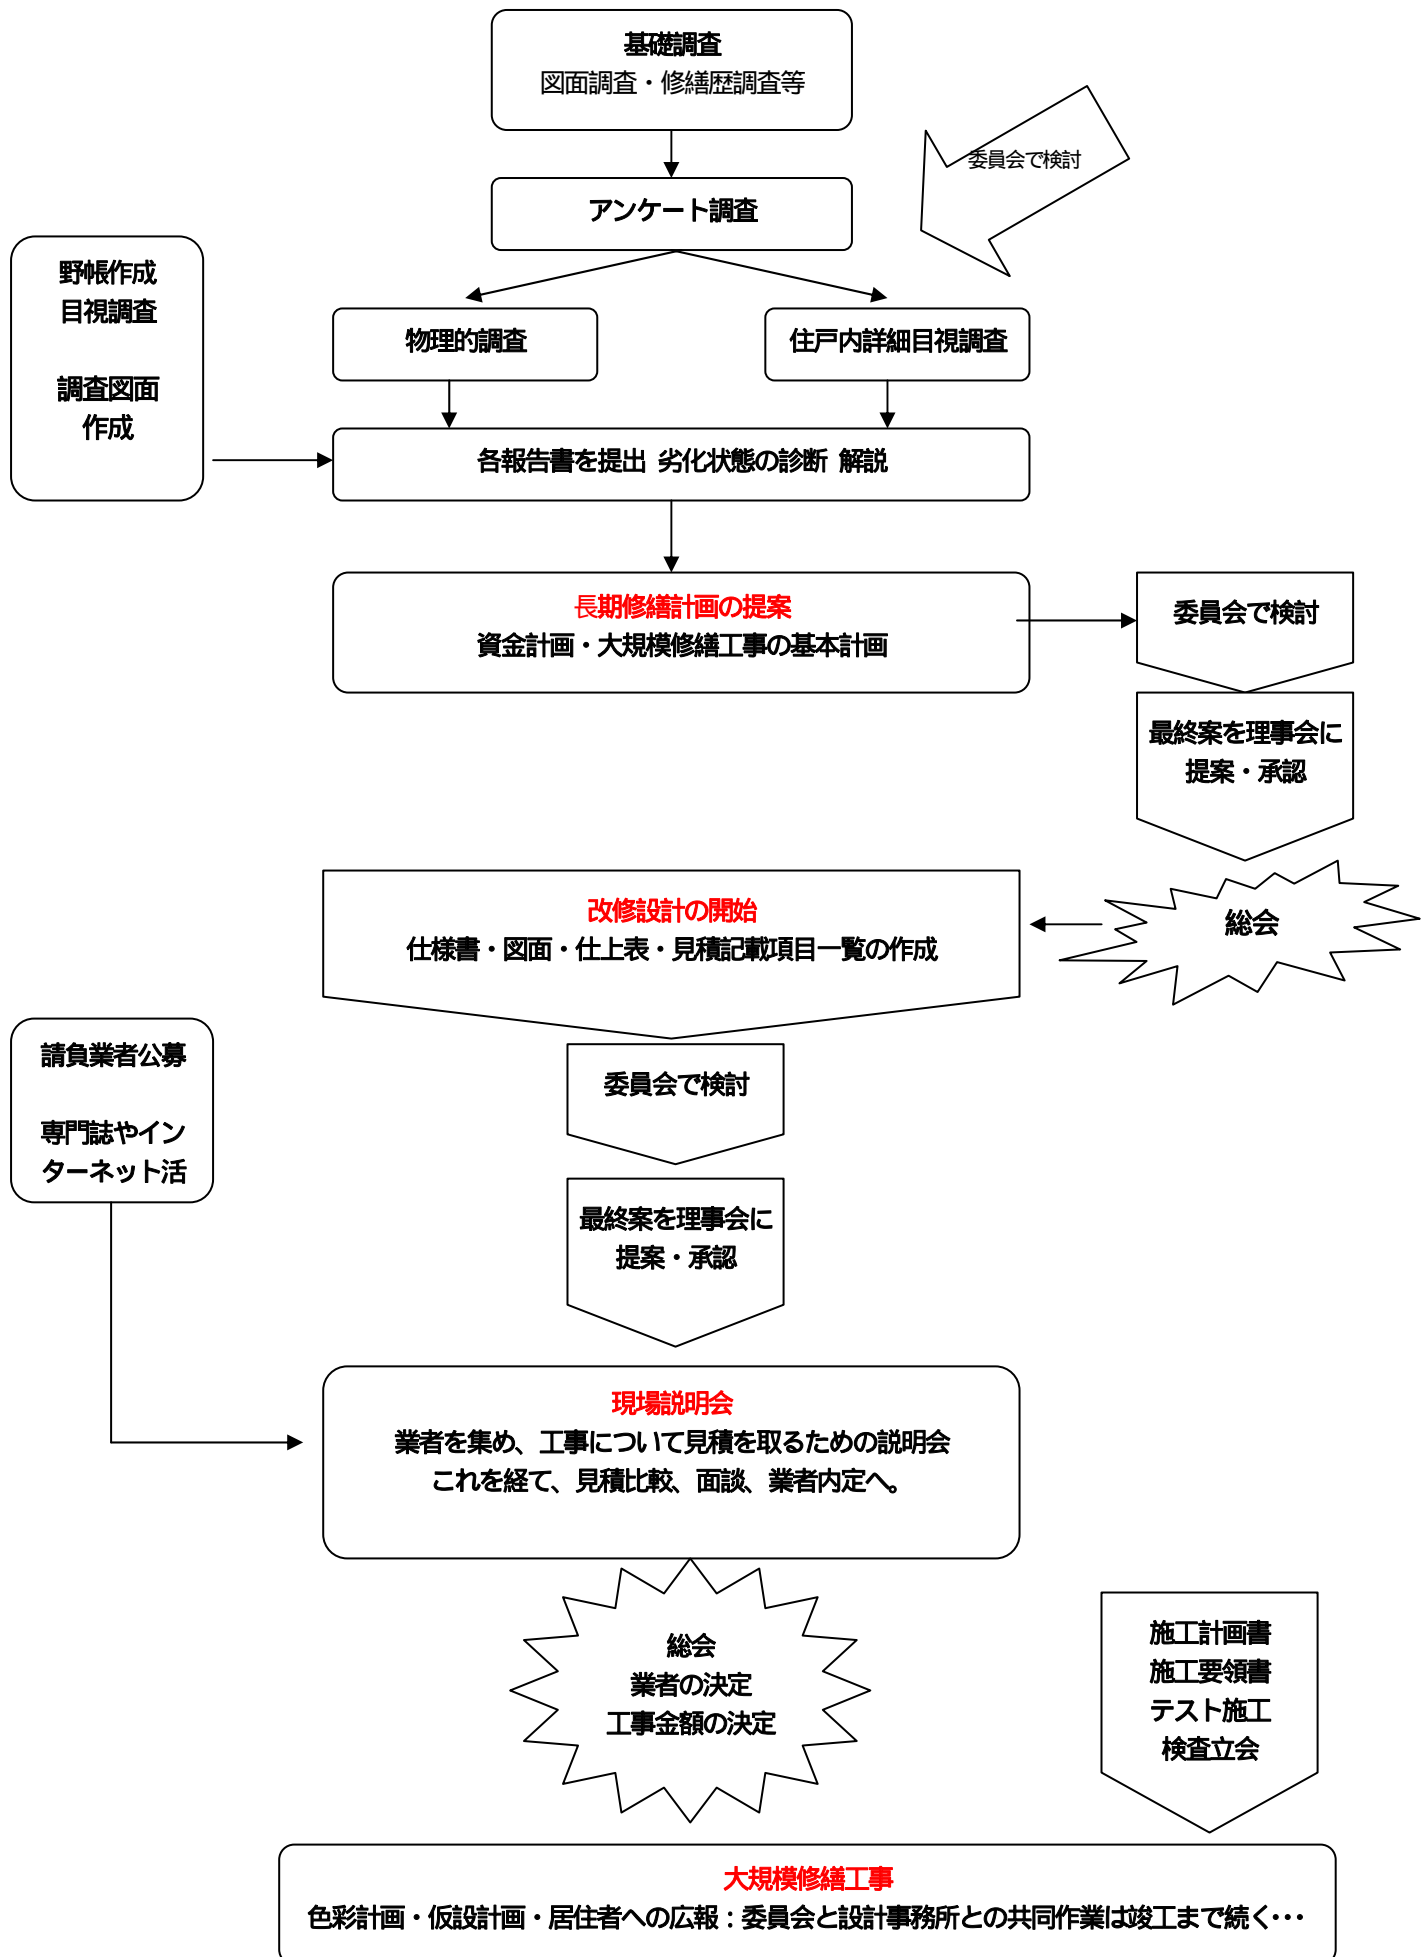 基礎調査
図面調査・修繕歴調査等
委員会で検討
アンケート調査
野帳作成
目視調査
調査図面
作成
物理的調査
住戸内詳細目視調査
各報告書を提出 劣化状態の診断 解説
長期修繕計画の提案
資金計画・大規模修繕工事の基本計画
委員会で検討
最終案を理事会に
提案・承認
総会
改修設計の開始
仕様書・図面・仕上表・見積記載項目一覧の作成
委員会で検討
請負業者公募
専門誌やイン
ターネット活
最終案を理事会に
提案・承認
現場説明会
業者を集め、工事について見積を取るための説明会
これを経て、見積比較、面談、業者内定へ。
総会
業者の決定
工事金額の決定
施工計画書
施工要領書
テスト施工
検査立会
大規模修繕工事
色彩計画・仮設計画・居住者への広報：委員会と設計事務所との共同作業は竣工まで続く・・・